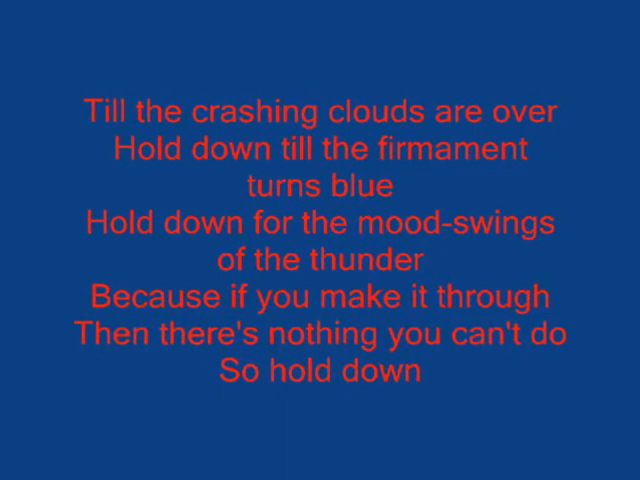 Till the crashing clouds are over
Hold down till the firmament
turns blue
Hold down for the mood-swings
of the thunder
Because if you make it through
Then there's nothing you can't do
So hold down